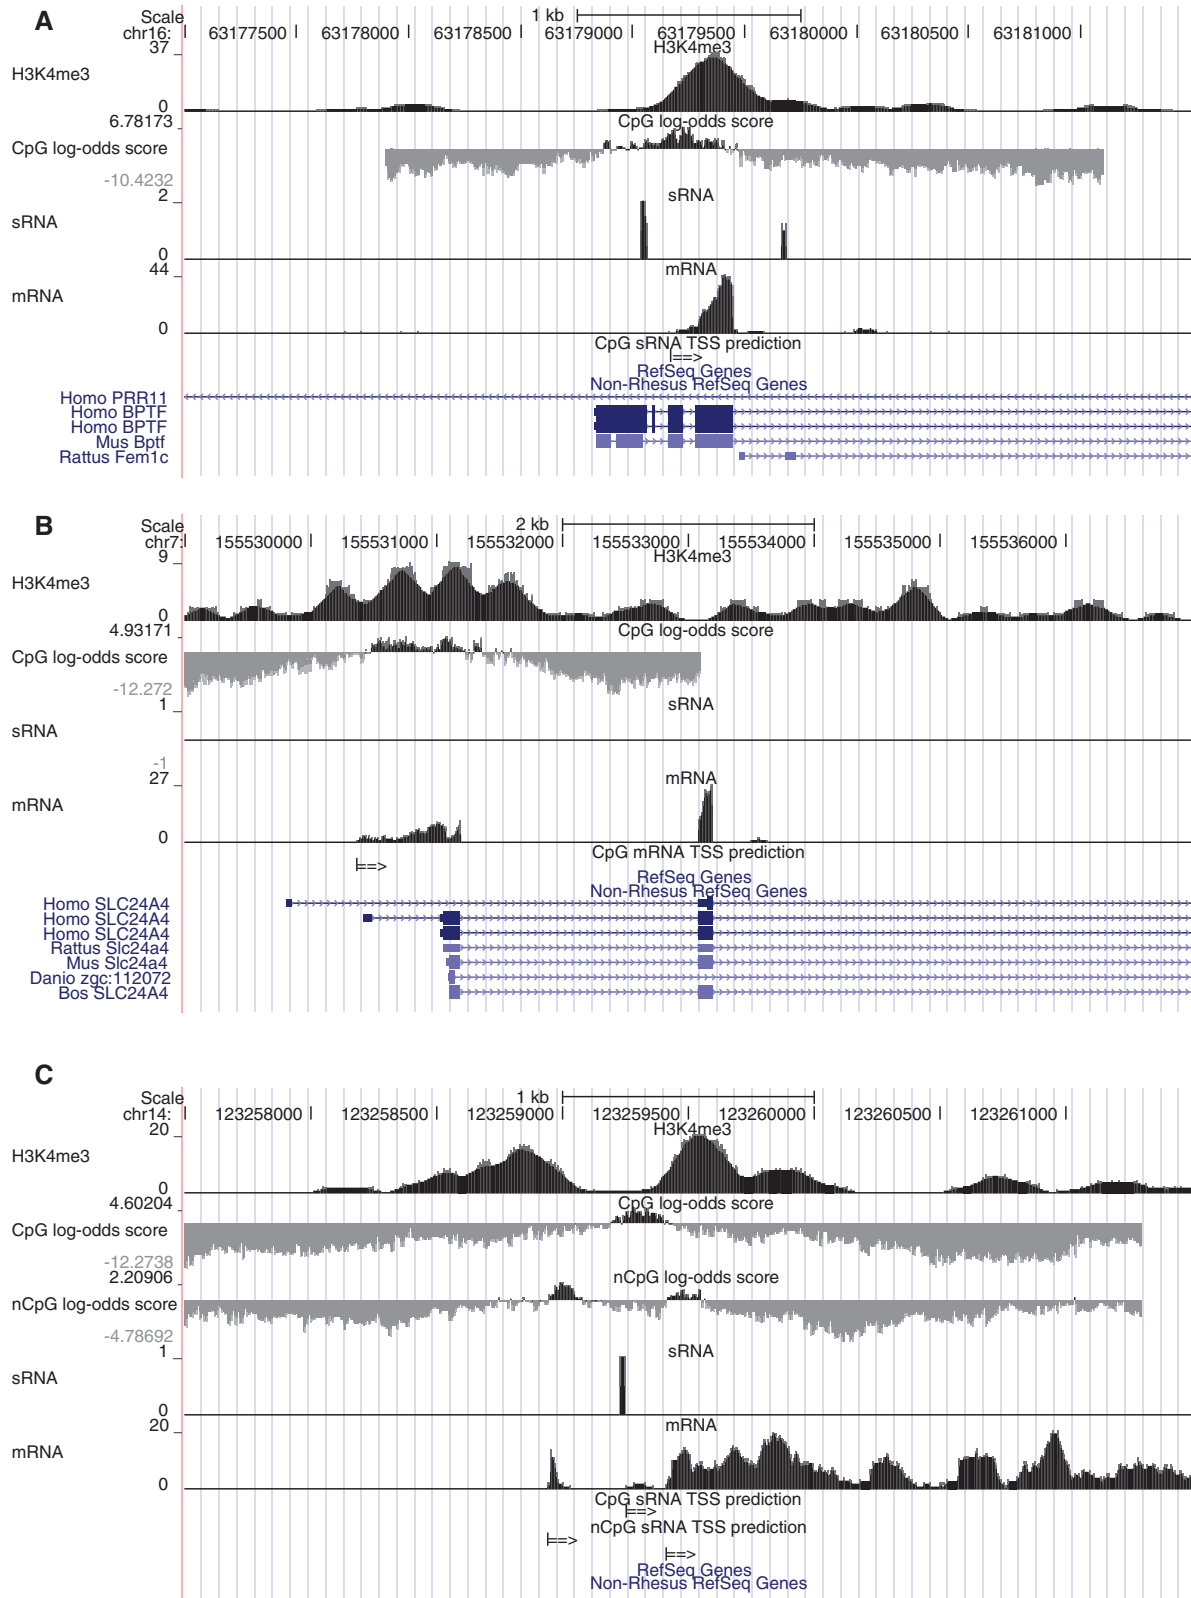 A
Scale 1 kb
chr16: 63177500 63178000 63178500 63179000 63179500 63180000 63180500 63181000
H3K4me3
37
H3K4me3
0
CpG log-odds score
6.78173
CpG log-odds score
-10.4232
sRNA
2
sRNA
0
mRNA
44
mRNA
0
CpG sRNA TSS prediction
|==>
RefSeq Genes
Non-Rhesus RefSeq Genes
Homo PRR11
Homo BPTF
Homo BPTF
Mus Bptf
Rattus Fem1c
B
Scale 2 kb
chr7: 155530000 155531000 155532000 155533000 155534000 155535000 155536000
H3K4me3
9
H3K4me3
0
CpG log-odds score
4.93171
CpG log-odds score
-12.272
sRNA
1
sRNA
-1
mRNA
27
mRNA
0
CpG mRNA TSS prediction
|==>
RefSeq Genes
Non-Rhesus RefSeq Genes
Homo SLC24A4
Homo SLC24A4
Homo SLC24A4
Rattus Slc24a4
Mus Slc24a4
Danio zgc:112072
Bos SLC24A4
C
Scale 1 kb
chr14: 123258000 123258500 123259000 123259500 123260000 123260500 123261000
H3K4me3
20
H3K4me3
0
CpG log-odds score
4.60204
CpG log-odds score
-12.2738
nCpG log-odds score
2.20906
nCpG log-odds score
-4.78692
sRNA
1
sRNA
0
mRNA
20
mRNA
0
CpG sRNA TSS prediction
|==>
nCpG sRNA TSS prediction
|==>
|==>
RefSeq Genes
Non-Rhesus RefSeq Genes